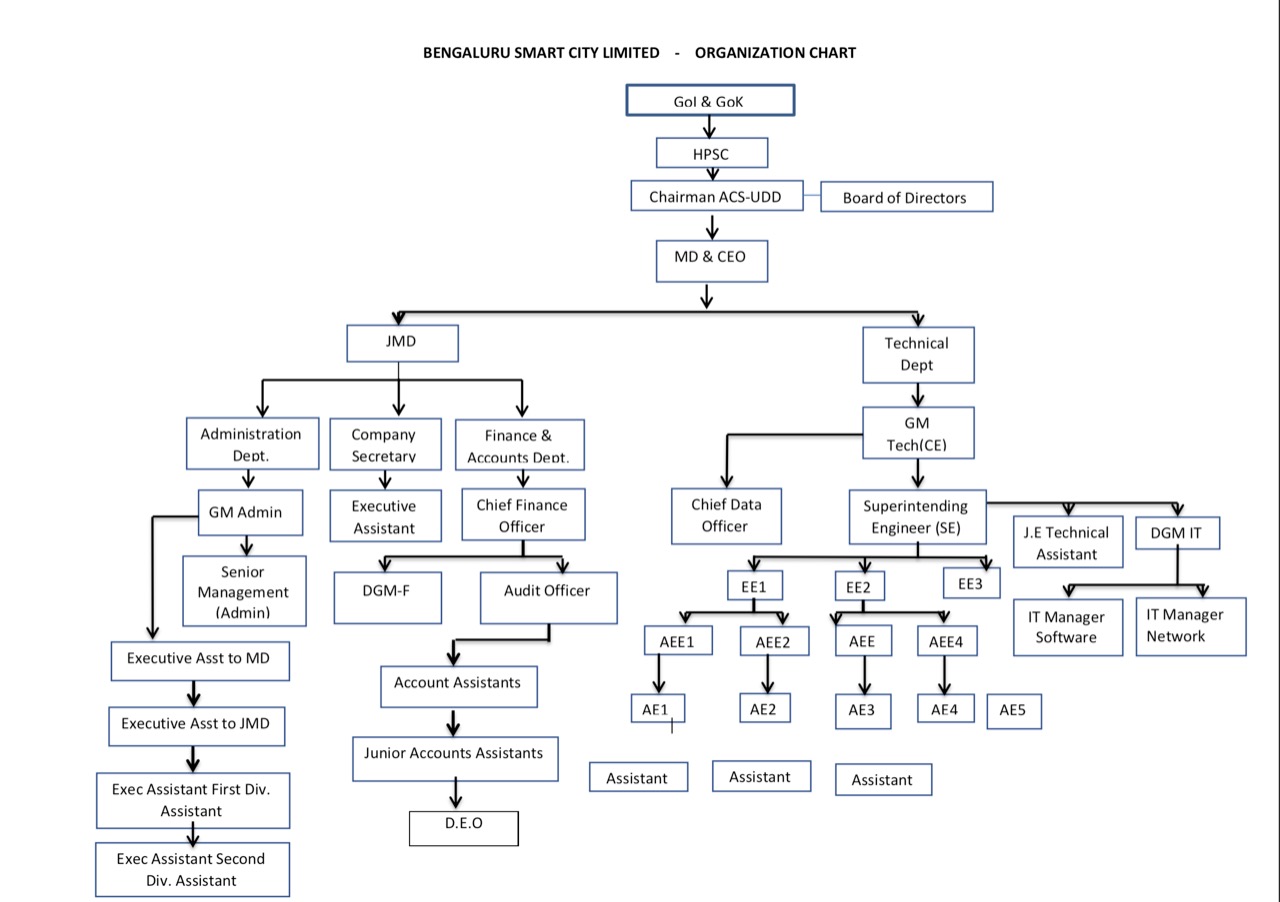 BENGALURU SMART CITY LIMITED - ORGANIZATION CHART
GoI & GoK
HPSC
Chairman ACS-UDD
Board of Directors
MD & CEO
JMD
Technical
Dept
Administration
Dept.
Company
Secretary
Finance &
Accounts Dept.
GM
Tech(CE)
GM Admin
Executive
Assistant
Chief Finance
Officer
Chief Data
Officer
Superintending
Engineer (SE)
J.E Technical
Assistant
DGM IT
Senior
Management
(Admin)
DGM-F
Audit Officer
EE1
EE2
EE3
IT Manager
Software
IT Manager
Network
AEE1
AEE2
AEE
AEE4
Executive Asst to MD
Account Assistants
AE1
AE2
AE3
AE4
AE5
Executive Asst to JMD
Junior Accounts Assistants
Assistant
Assistant
Assistant
Exec Assistant First Div.
Assistant
D.E.O
Exec Assistant Second
Div. Assistant